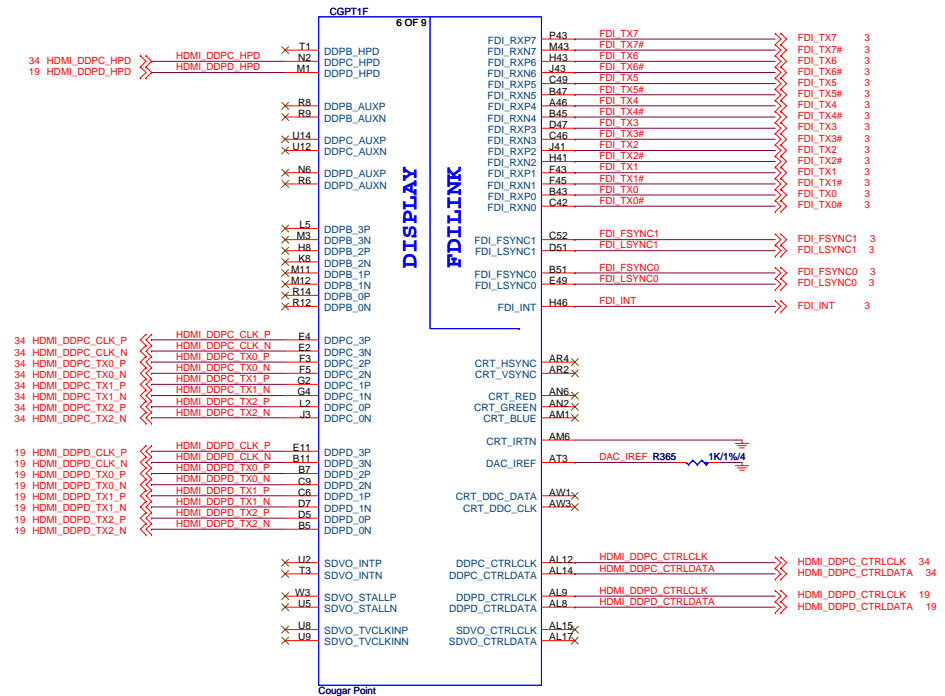 CGPT1F
6 OF 9
T1 DDPB_HPD
34 HDMI_DDPC_HPD HDMI_DDPC_HPD N2 DDPC_HPD
19 HDMI_DDPD_HPD HDMI_DDPD_HPD M1 DDPD_HPD
R8 DDPB_AUXP
R9 DDPB_AUXN
U14 DDPC_AUXP
U12 DDPC_AUXN
N6 DDPD_AUXP
R6 DDPD_AUXN
L5 DDPB_3P
M3 DDPB_3N
H8 DDPB_2P
K8 DDPB_2N
M11 DDPB_1P
M12 DDPB_1N
R14 DDPB_0P
R12 DDPB_0N
34 HDMI_DDPC_CLK_P HDMI_DDPC_CLK_P E4 DDPC_3P
34 HDMI_DDPC_CLK_N HDMI_DDPC_CLK_N E2 DDPC_3N
34 HDMI_DDPC_TX0_P HDMI_DDPC_TX0_P F3 DDPC_2P
34 HDMI_DDPC_TX0_N HDMI_DDPC_TX0_N F5 DDPC_2N
34 HDMI_DDPC_TX1_P HDMI_DDPC_TX1_P G2 DDPC_1P
34 HDMI_DDPC_TX1_N HDMI_DDPC_TX1_N G4 DDPC_1N
34 HDMI_DDPC_TX2_P HDMI_DDPC_TX2_P L2 DDPC_0P
34 HDMI_DDPC_TX2_N HDMI_DDPC_TX2_N J3 DDPC_0N
19 HDMI_DDPD_CLK_P HDMI_DDPD_CLK_P E11 DDPD_3P
19 HDMI_DDPD_CLK_N HDMI_DDPD_CLK_N B11 DDPD_3N
19 HDMI_DDPD_TX0_P HDMI_DDPD_TX0_P B7 DDPD_2P
19 HDMI_DDPD_TX0_N HDMI_DDPD_TX0_N C9 DDPD_2N
19 HDMI_DDPD_TX1_P HDMI_DDPD_TX1_P C6 DDPD_1P
19 HDMI_DDPD_TX1_N HDMI_DDPD_TX1_N D7 DDPD_1N
19 HDMI_DDPD_TX2_P HDMI_DDPD_TX2_P D5 DDPD_0P
19 HDMI_DDPD_TX2_N HDMI_DDPD_TX2_N B5 DDPD_0N
U2 SDVO_INTP
T3 SDVO_INTN
W3 SDVO_STALLP
U5 SDVO_STALLN
U8 SDVO_TVCLKINP
U9 SDVO_TVCLKINN
DISPLAY
FDILINK
FDI_RXP7 P43 FDI_TX7 FDI_TX7 3
FDI_RXN7 M43 FDI_TX7# FDI_TX7# 3
FDI_RXP6 H43 FDI_TX6 FDI_TX6 3
FDI_RXN6 J43 FDI_TX6# FDI_TX6# 3
FDI_RXP5 C49 FDI_TX5 FDI_TX5 3
FDI_RXN5 B47 FDI_TX5# FDI_TX5# 3
FDI_RXP4 A46 FDI_TX4 FDI_TX4 3
FDI_RXN4 B45 FDI_TX4# FDI_TX4# 3
FDI_RXP3 D47 FDI_TX3 FDI_TX3 3
FDI_RXN3 C46 FDI_TX3# FDI_TX3# 3
FDI_RXP2 J41 FDI_TX2 FDI_TX2 3
FDI_RXN2 H41 FDI_TX2# FDI_TX2# 3
FDI_RXP1 F43 FDI_TX1 FDI_TX1 3
FDI_RXN1 F45 FDI_TX1# FDI_TX1# 3
FDI_RXP0 B43 FDI_TX0 FDI_TX0 3
FDI_RXN0 C42 FDI_TX0# FDI_TX0# 3
FDI_FSYNC1 C52 FDI_FSYNC1 FDI_FSYNC1 3
FDI_LSYNC1 D51 FDI_LSYNC1 FDI_LSYNC1 3
FDI_FSYNC0 B51 FDI_FSYNC0 FDI_FSYNC0 3
FDI_LSYNC0 E49 FDI_LSYNC0 FDI_LSYNC0 3
FDI_INT H46 FDI_INT FDI_INT 3
CRT_HSYNC AR4
CRT_VSYNC AR2
CRT_RED AN6
CRT_GREEN AN2
CRT_BLUE AM1
CRT_IRTN AM6
DAC_IREF AT3 DAC_IREF R365 1K/1%/4
CRT_DDC_DATA AW1
CRT_DDC_CLK AW3
DDPC_CTRLCLK AL12 HDMI_DDPC_CTRLCLK HDMI_DDPC_CTRLCLK 34
DDPC_CTRLDATA AL14 HDMI_DDPC_CTRLDATA HDMI_DDPC_CTRLDATA 34
DDPD_CTRLCLK AL9 HDMI_DDPD_CTRLCLK HDMI_DDPD_CTRLCLK 19
DDPD_CTRLDATA AL8 HDMI_DDPD_CTRLDATA HDMI_DDPD_CTRLDATA 19
SDVO_CTRLCLK AL15
SDVO_CTRLDATA AL17
Cougar Point